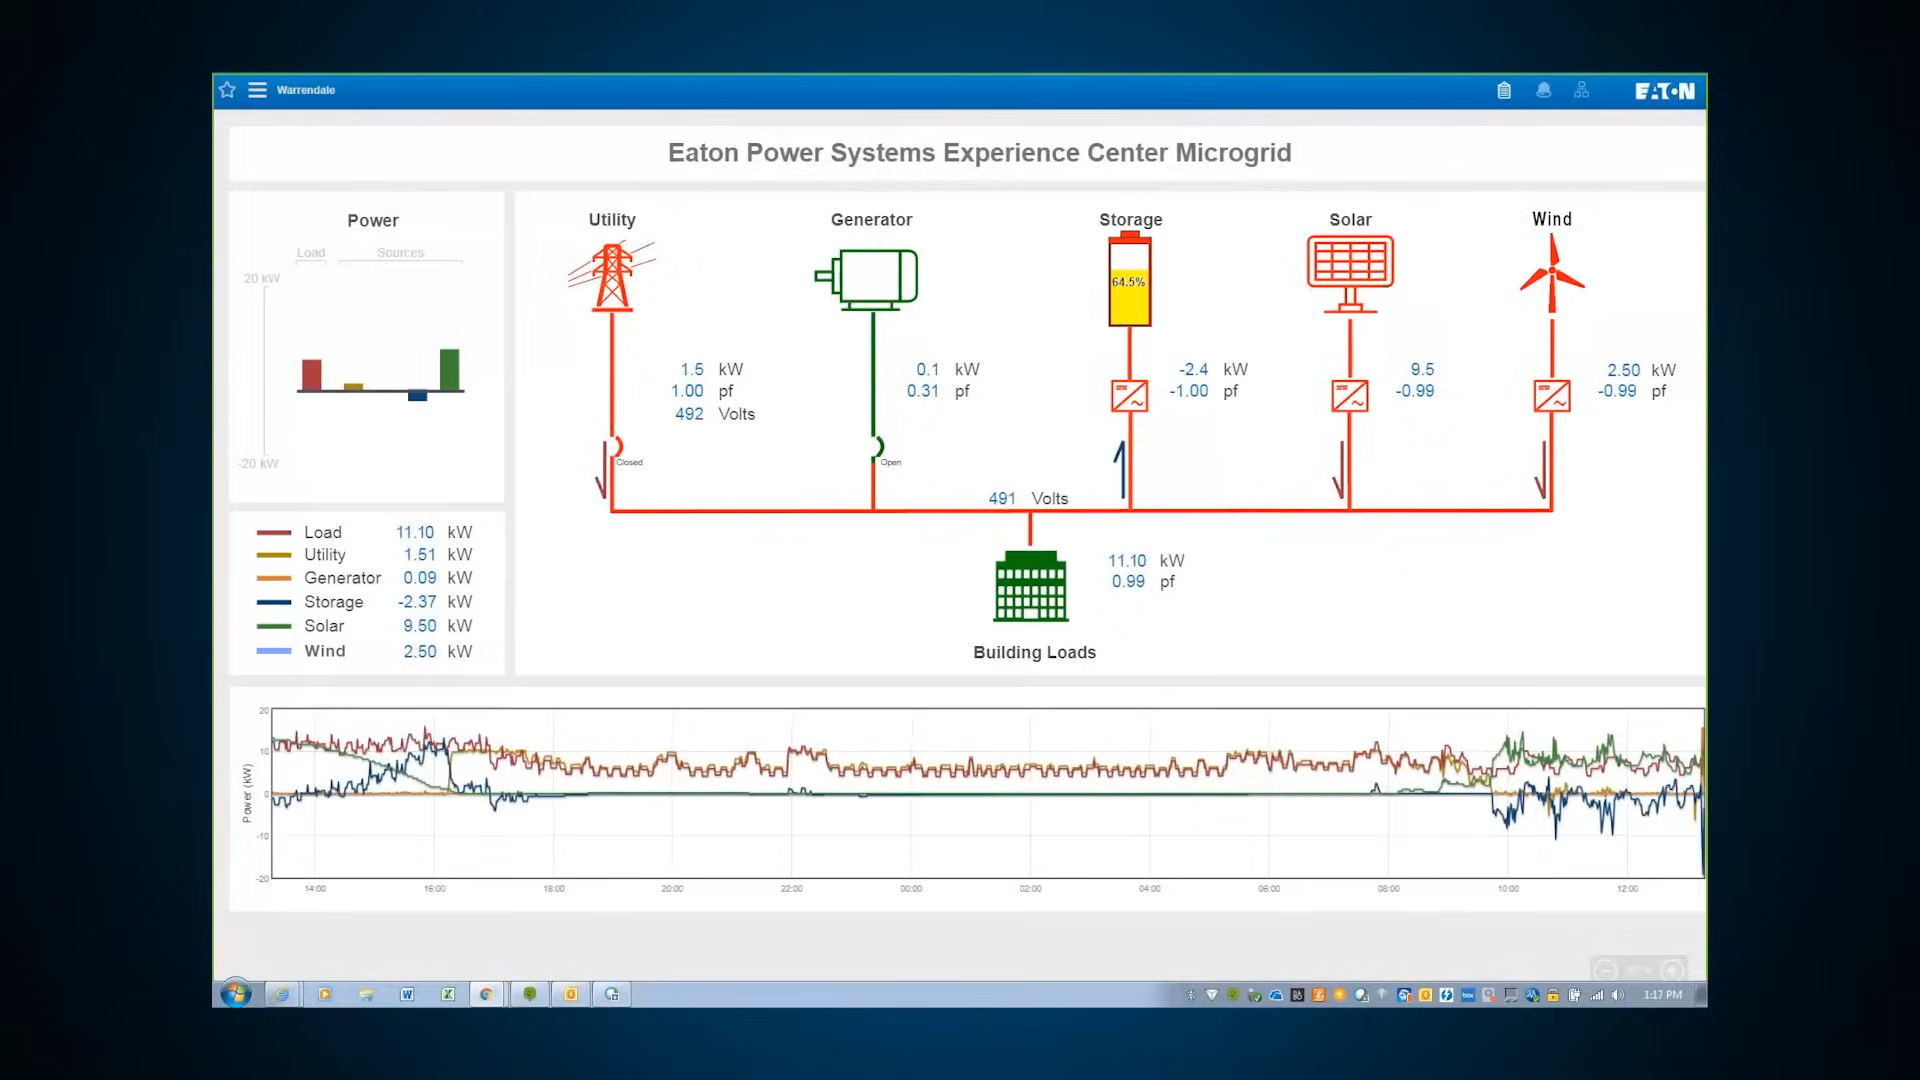 Warrendale
EATON
Eaton Power Systems Experience Center Microgrid
Power
Load Sources
20 kW
-20 kW
Load 11.10 kW
Utility 1.51 kW
Generator 0.09 kW
Storage -2.37 kW
Solar 9.50 kW
Wind 2.50 kW
Utility Generator Storage Solar Wind
64.5%
1.5 kW
1.00 pf
492 Volts
0.1 kW
0.31 pf
-2.4 kW
-1.00 pf
9.5
-0.99
2.50 kW
-0.99 pf
Closed
Open
491 Volts
11.10 kW
0.99 pf
Building Loads
Power (kW)
20
10
0
-10
-20
14:00 16:00 18:00 20:00 22:00 00:00 02:00 04:00 06:00 08:00 10:00 12:00
1:17 PM